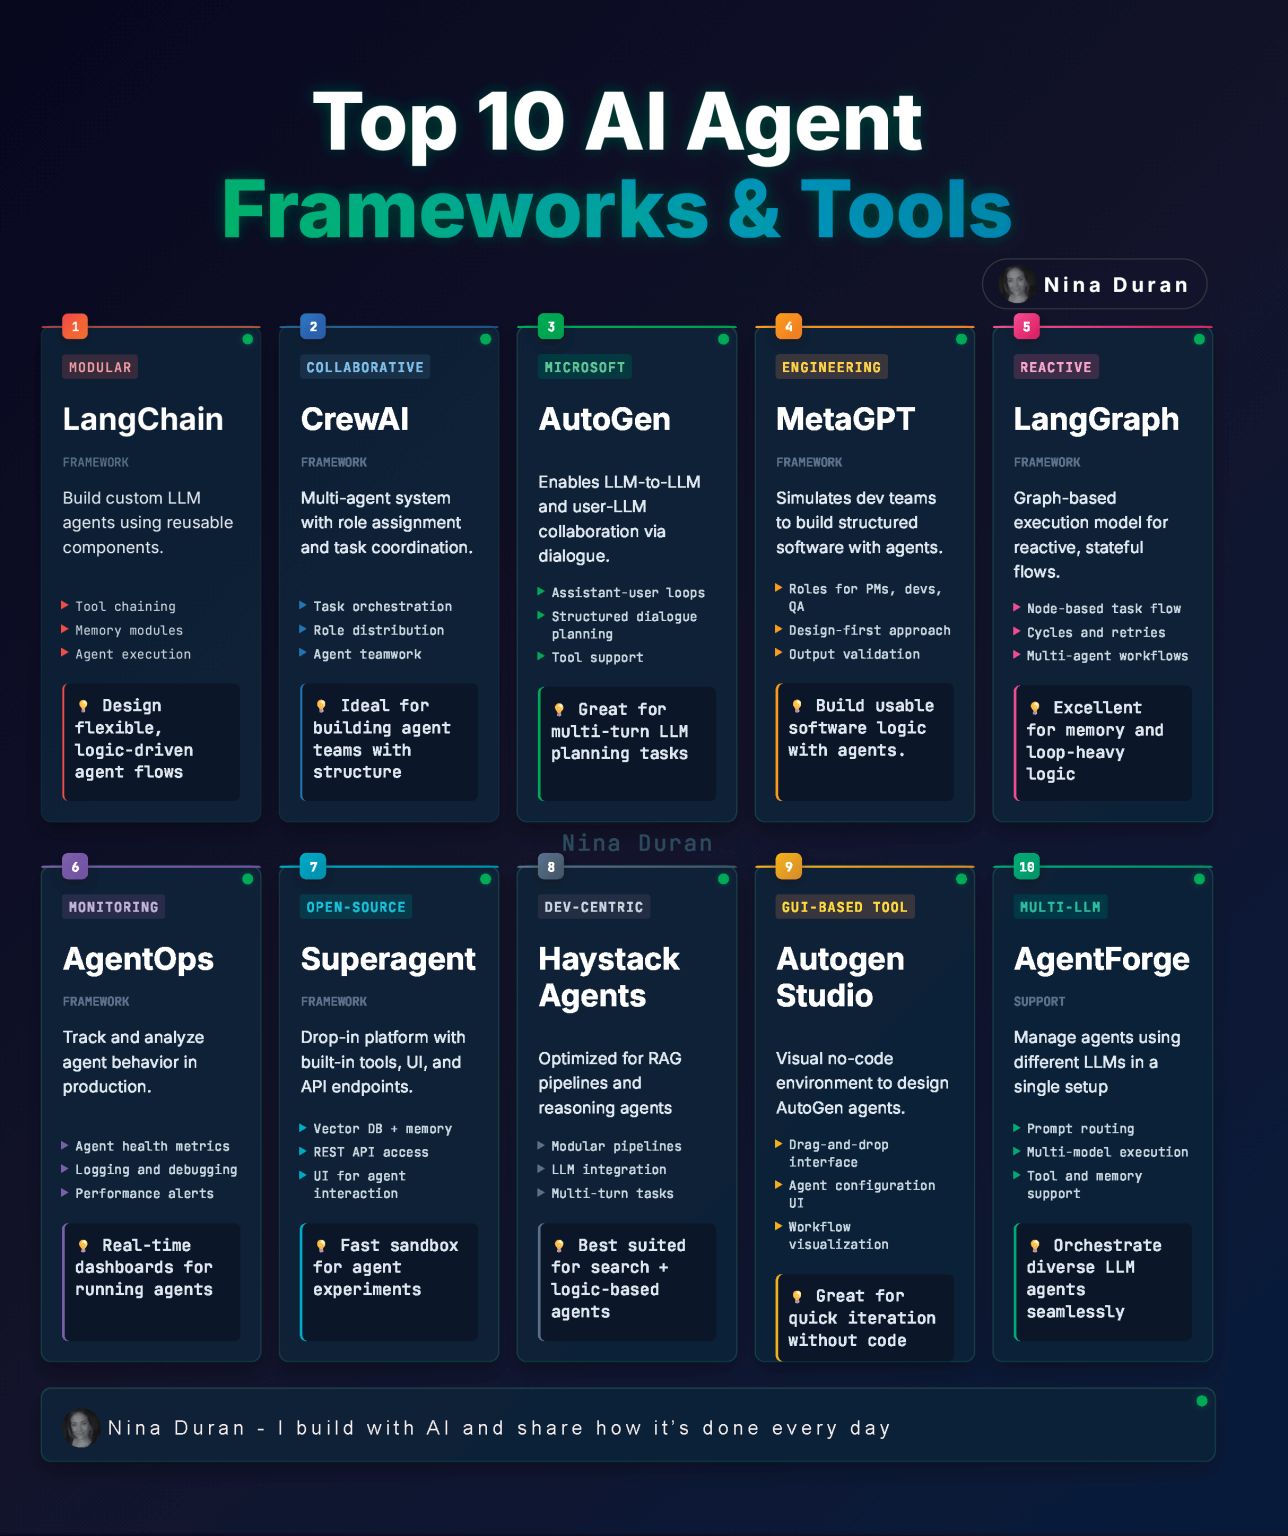 Top 10 AI Agent
Frameworks & Tools
Nina Duran
1
MODULAR
LangChain
FRAMEWORK
Build custom LLM
agents using reusable
components.
Tool chaining
Memory modules
Agent execution
💡 Design
flexible,
logic-driven
agent flows
2
COLLABORATIVE
CrewAI
FRAMEWORK
Multi-agent system
with role assignment
and task coordination.
Task orchestration
Role distribution
Agent teamwork
💡 Ideal for
building agent
teams with
structure
3
MICROSOFT
AutoGen
Enables LLM-to-LLM
and user-LLM
collaboration via
dialogue.
Assistant-user loops
Structured dialogue
planning
Tool support
💡 Great for
multi-turn LLM
planning tasks
4
ENGINEERING
MetaGPT
FRAMEWORK
Simulates dev teams
to build structured
software with agents.
Roles for PMs, devs,
QA
Design-first approach
Output validation
💡 Build usable
software logic
with agents.
5
REACTIVE
LangGraph
FRAMEWORK
Graph-based
execution model for
reactive, stateful
flows.
Node-based task flow
Cycles and retries
Multi-agent workflows
💡 Excellent
for memory and
loop-heavy
logic
Nina Duran
6
MONITORING
AgentOps
FRAMEWORK
Track and analyze
agent behavior in
production.
Agent health metrics
Logging and debugging
Performance alerts
💡 Real-time
dashboards for
running agents
7
OPEN-SOURCE
Superagent
FRAMEWORK
Drop-in platform with
built-in tools, UI, and
API endpoints.
Vector DB + memory
REST API access
UI for agent
interaction
💡 Fast sandbox
for agent
experiments
8
DEV-CENTRIC
Haystack
Agents
Optimized for RAG
pipelines and
reasoning agents
Modular pipelines
LLM integration
Multi-turn tasks
💡 Best suited
for search +
logic-based
agents
9
GUI-BASED TOOL
Autogen
Studio
Visual no-code
environment to design
AutoGen agents.
Drag-and-drop
interface
Agent configuration
UI
Workflow
visualization
💡 Great for
quick iteration
without code
10
MULTI-LLM
AgentForge
SUPPORT
Manage agents using
different LLMs in a
single setup
Prompt routing
Multi-model execution
Tool and memory
support
💡 Orchestrate
diverse LLM
agents
seamlessly
Nina Duran - I build with AI and share how it's done every day